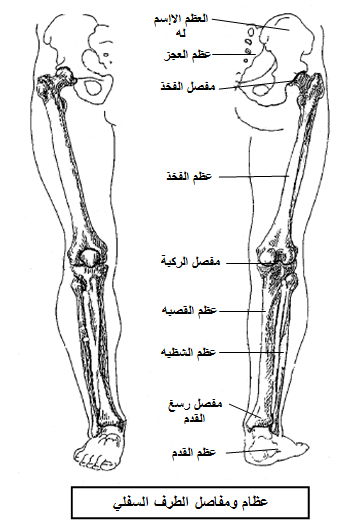 العظم الاإسم
له
عظم العجز
مفصل الفخذ
عظم الفخذ
مفصل الركبة
عظم القصبه
عظم الشظيه
مفصل رسغ
القدم
عظم القدم
عظام ومفاصل الطرف السفلي